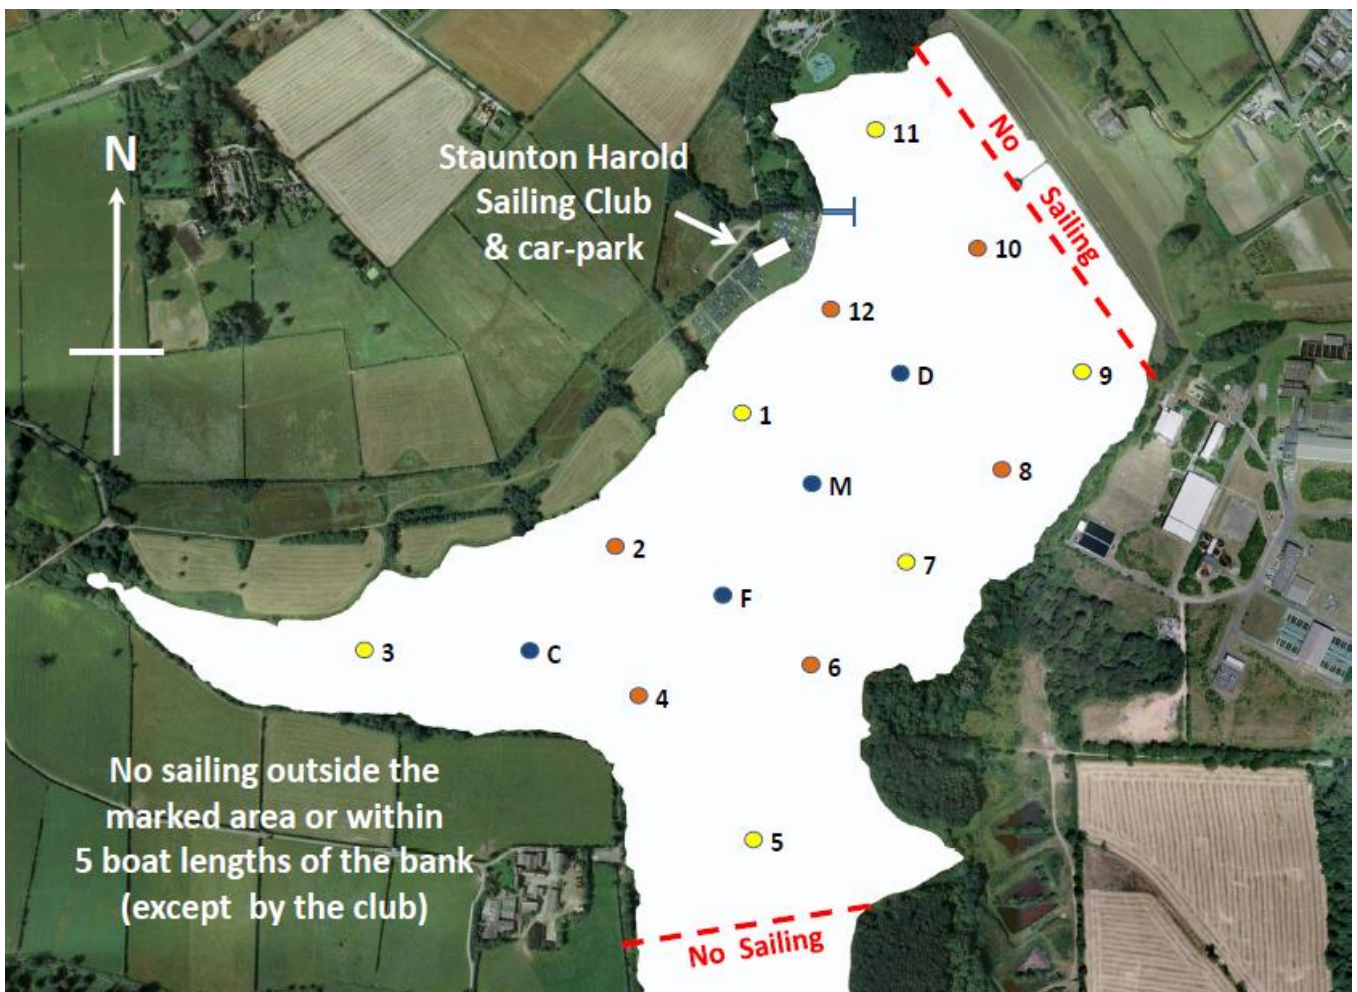 N
Staunton Harold
Sailing Club
& car-park
No Sailing
11
10
12
D
9
1
8
M
2
7
F
3
C
6
4
No sailing outside the
marked area or within
5 boat lengths of the bank
(except by the club)
5
No Sailing